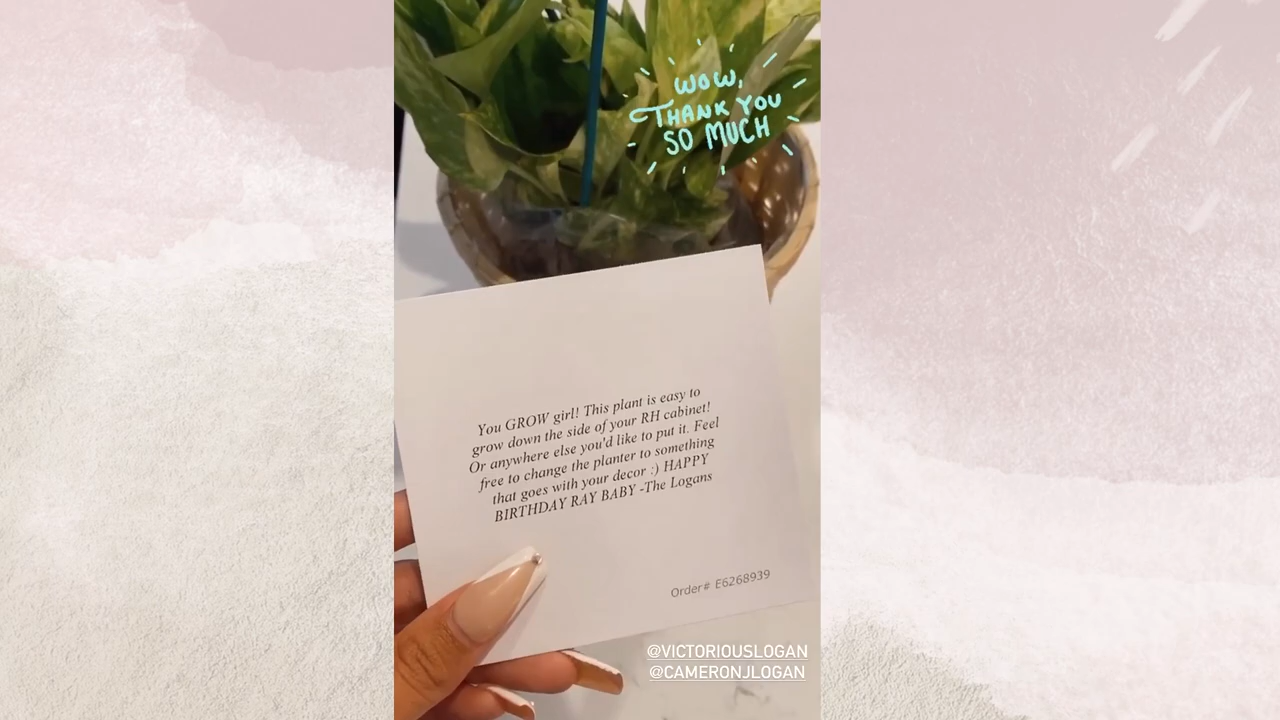 WOW,
THANK YOU
SO MUCH
You GROW girl! This plant is easy to
grow down the side of your RH cabinet!
Or anywhere else you'd like to put it. Feel
free to change the planter to something
that goes with your decor :) HAPPY
BIRTHDAY RAY BABY -The Logans
Order# E6268939
@VICTORIOUSLOGAN
@CAMERONJLOGAN